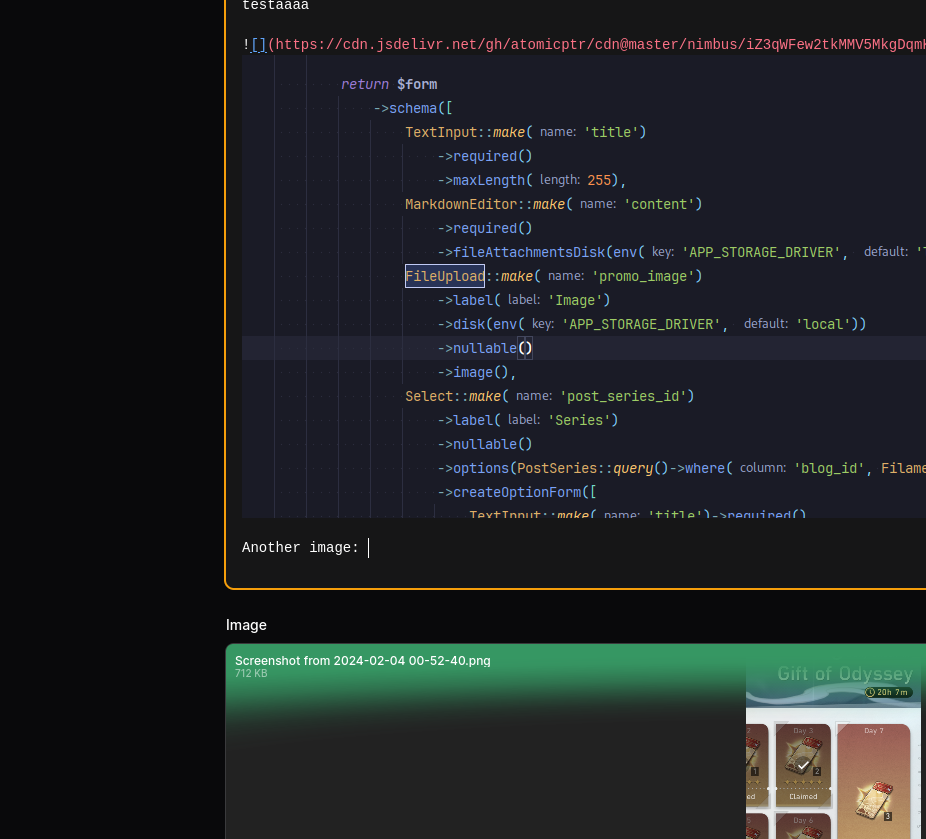 testaaaa
![](https://cdn.jsdelivr.net/gh/atomicptr/cdn@master/nimbus/iZ3qWFew2tkMMV5MkgDqm
return $form
->schema([
TextInput::make( name: 'title')
->required()
->maxLength( length: 255),
MarkdownEditor::make( name: 'content')
->required()
->fileAttachmentsDisk(env( key: 'APP_STORAGE_DRIVER', default: '
FileUpload::make( name: 'promo_image')
->label( label: 'Image')
->disk(env( key: 'APP_STORAGE_DRIVER', default: 'local'))
->nullable()
->image(),
Select::make( name: 'post_series_id')
->label( label: 'Series')
->nullable()
->options(PostSeries::query()->where( column: 'blog_id', Filame
->createOptionForm([
TextInput::make( name: 'title')->required()
Another image:
Image
Screenshot from 2024-02-04 00-52-40.png
712 KB
Gift of Odyssey
20h 7m
2 Day 3 Day 7
1 2
ed Claimed
3
5 Day 6